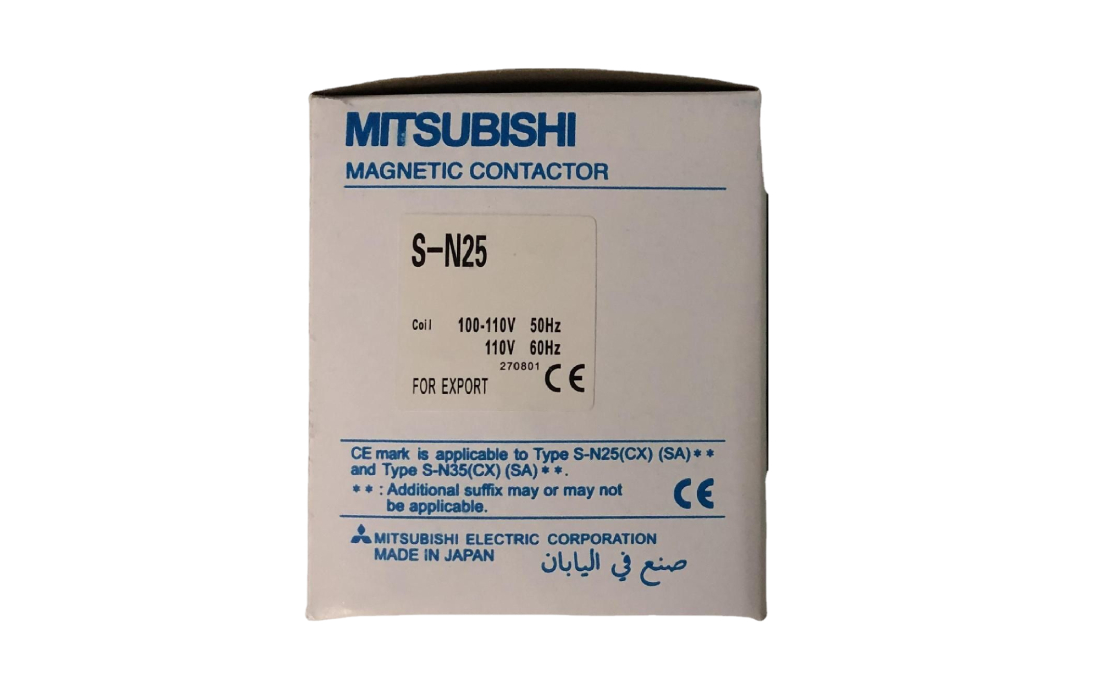 MITSUBISHI
MAGNETIC CONTACTOR
S-N25
Coil 100-110V 50Hz
110V 60Hz
270801
FOR EXPORT CE
CE mark is applicable to Type S-N25(CX) (SA)**
and Type S-N35(CX) (SA)**.
** : Additional suffix may or may not
be applicable.
CE
MITSUBISHI ELECTRIC CORPORATION
MADE IN JAPAN
صنع في اليابان